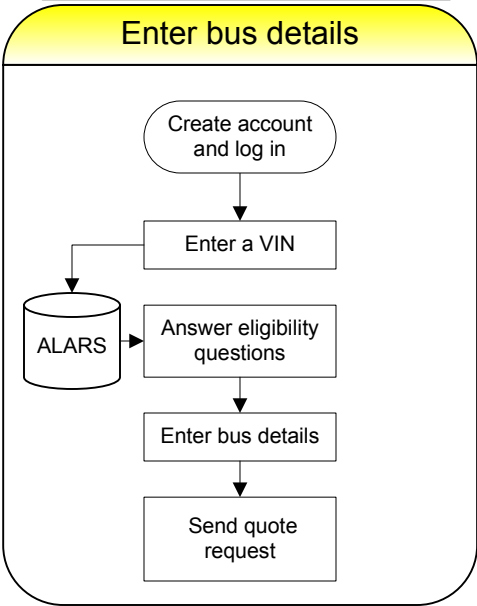 Enter bus details
Create account
and log in
Enter a VIN
ALARS
Answer eligibility
questions
Enter bus details
Send quote
request